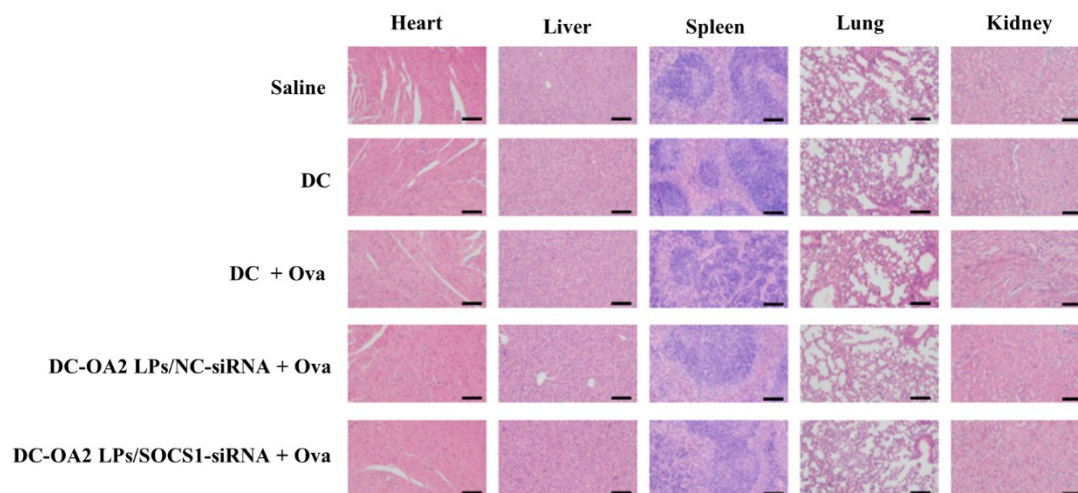 Heart Liver Spleen Lung Kidney
Saline
DC
DC + Ova
DC-OA2 LPs/NC-siRNA + Ova
DC-OA2 LPs/SOCS1-siRNA + Ova